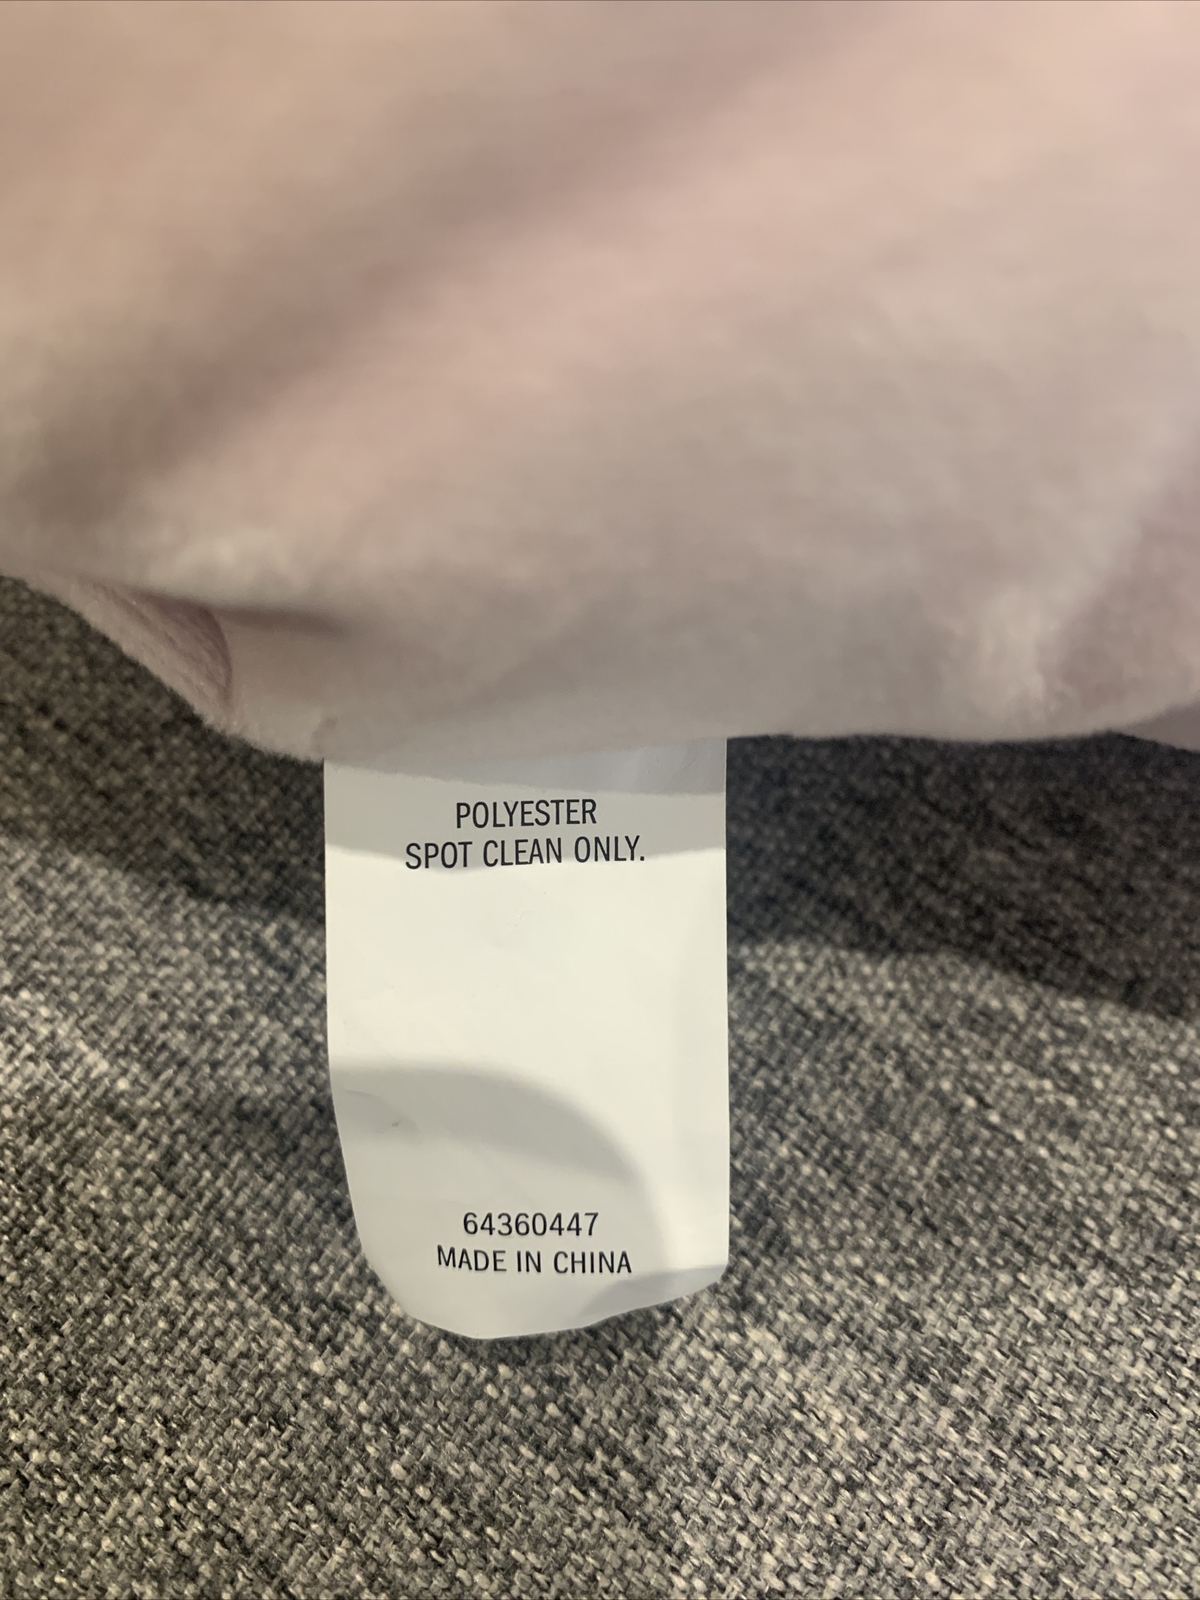 POLYESTER
SPOT CLEAN ONLY.
64360447
MADE IN CHINA